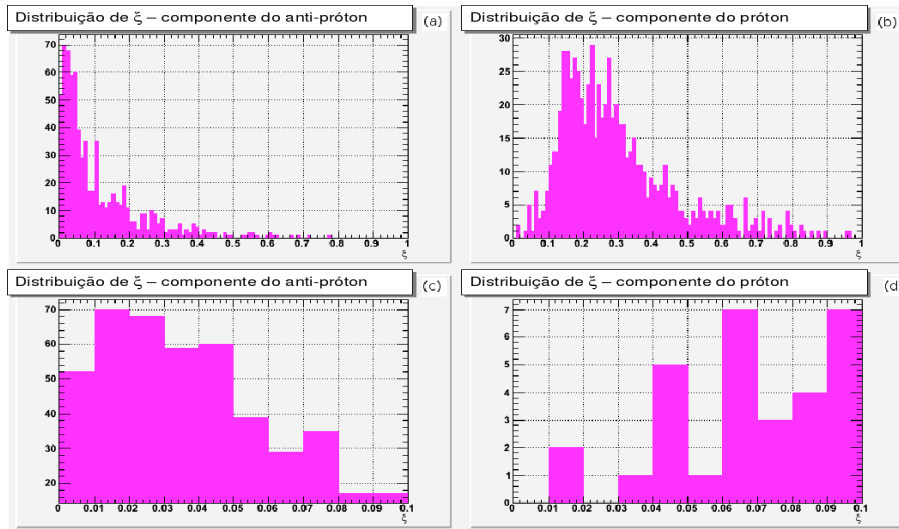 Distribuição de ξ – componente do anti-próton
(a)
70
60
50
40
30
20
10
0
0 0.1 0.2 0.3 0.4 0.5 0.6 0.7 0.8 0.9 1
ξ
Distribuição de ξ – componente do próton
(b)
30
25
20
15
10
5
0
0 0.1 0.2 0.3 0.4 0.5 0.6 0.7 0.8 0.9 1
ξ
Distribuição de ξ – componente do anti-próton
(c)
70
60
50
40
30
20
0 0.01 0.02 0.03 0.04 0.05 0.06 0.07 0.08 0.09 0.1
ξ
Distribuição de ξ – componente do próton
(d
7
6
5
4
3
2
1
0
0 0.01 0.02 0.03 0.04 0.05 0.06 0.07 0.08 0.09 0.1
ξ